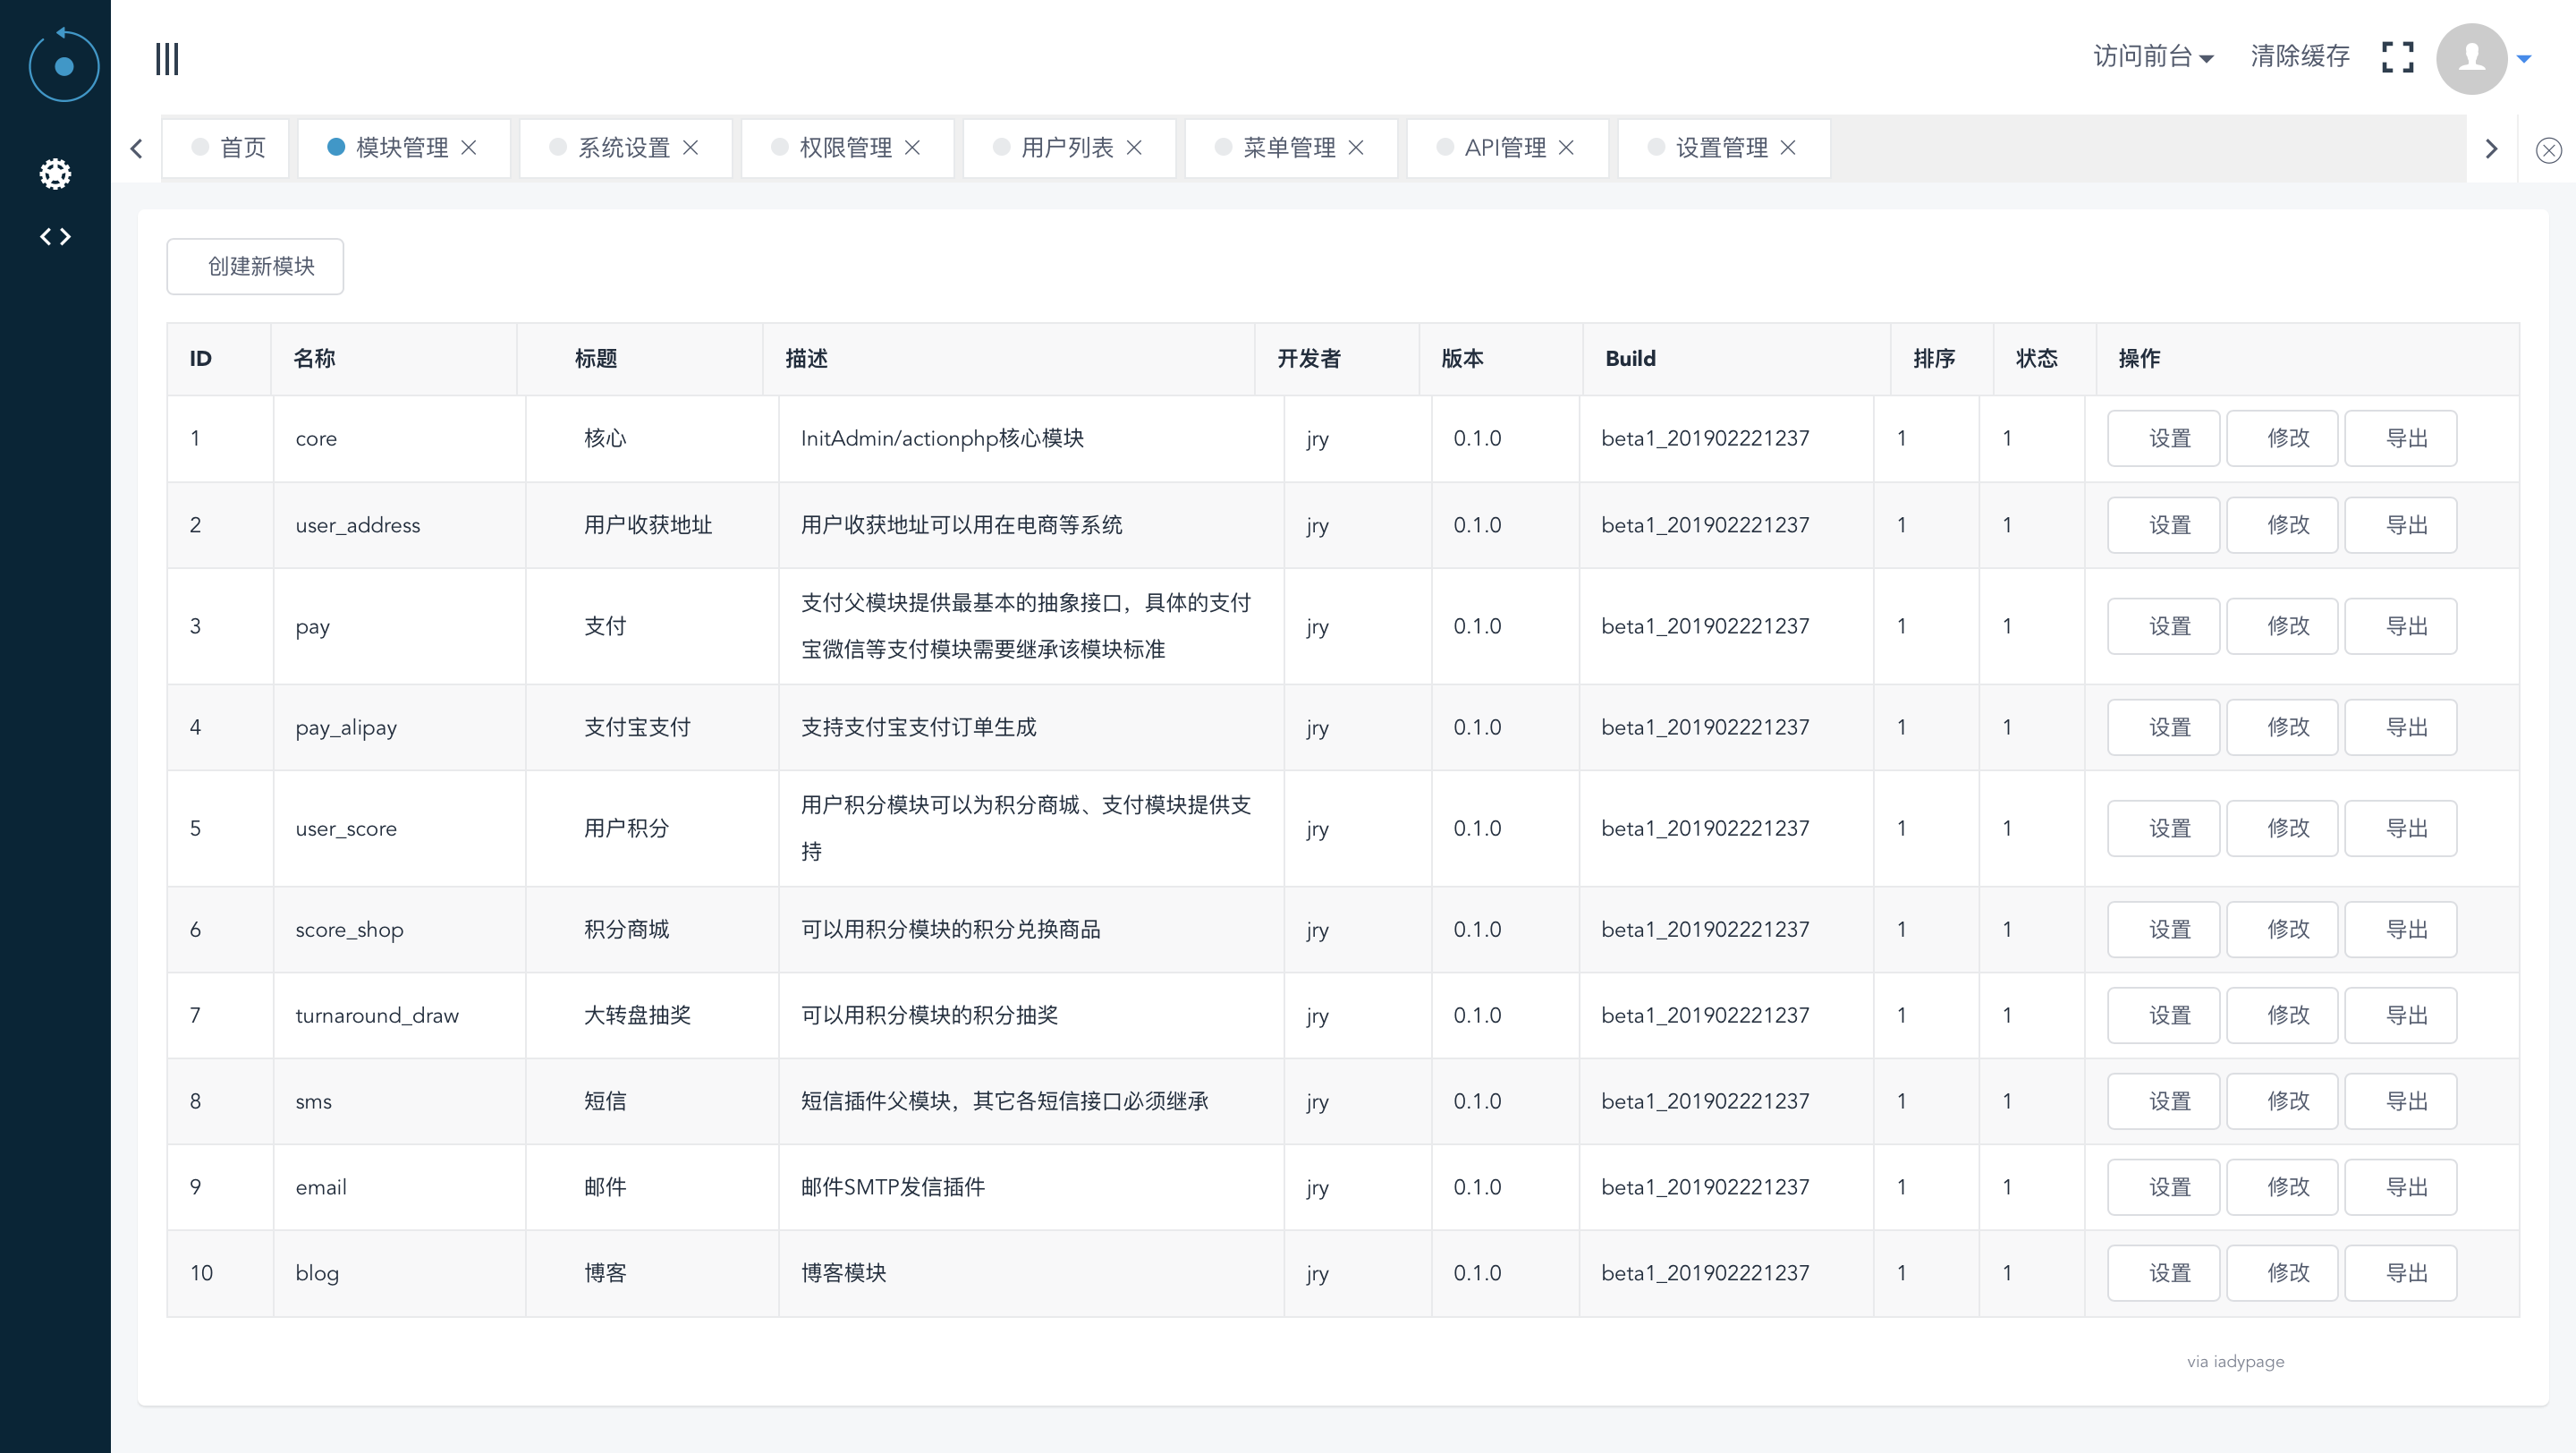 访问前台 清除缓存
首页 模块管理 系统设置 权限管理 用户列表 菜单管理 API管理 设置管理
创建新模块
ID 名称 标题 描述 开发者 版本 Build 排序 状态 操作
1 core 核心 InitAdmin/actionphp核心模块 jry 0.1.0 beta1_201902221237 1 1 设置 修改 导出
2 user_address 用户收获地址 用户收获地址可以用在电商等系统 jry 0.1.0 beta1_201902221237 1 1 设置 修改 导出
3 pay 支付 支付父模块提供最基本的抽象接口，具体的支付
宝微信等支付模块需要继承该模块标准 jry 0.1.0 beta1_201902221237 1 1 设置 修改 导出
4 pay_alipay 支付宝支付 支持支付宝支付订单生成 jry 0.1.0 beta1_201902221237 1 1 设置 修改 导出
5 user_score 用户积分 用户积分模块可以为积分商城、支付模块提供支
持 jry 0.1.0 beta1_201902221237 1 1 设置 修改 导出
6 score_shop 积分商城 可以用积分模块的积分兑换商品 jry 0.1.0 beta1_201902221237 1 1 设置 修改 导出
7 turnaround_draw 大转盘抽奖 可以用积分模块的积分抽奖 jry 0.1.0 beta1_201902221237 1 1 设置 修改 导出
8 sms 短信 短信插件父模块，其它各短信接口必须继承 jry 0.1.0 beta1_201902221237 1 1 设置 修改 导出
9 email 邮件 邮件SMTP发信插件 jry 0.1.0 beta1_201902221237 1 1 设置 修改 导出
10 blog 博客 博客模块 jry 0.1.0 beta1_201902221237 1 1 设置 修改 导出
via iadypage